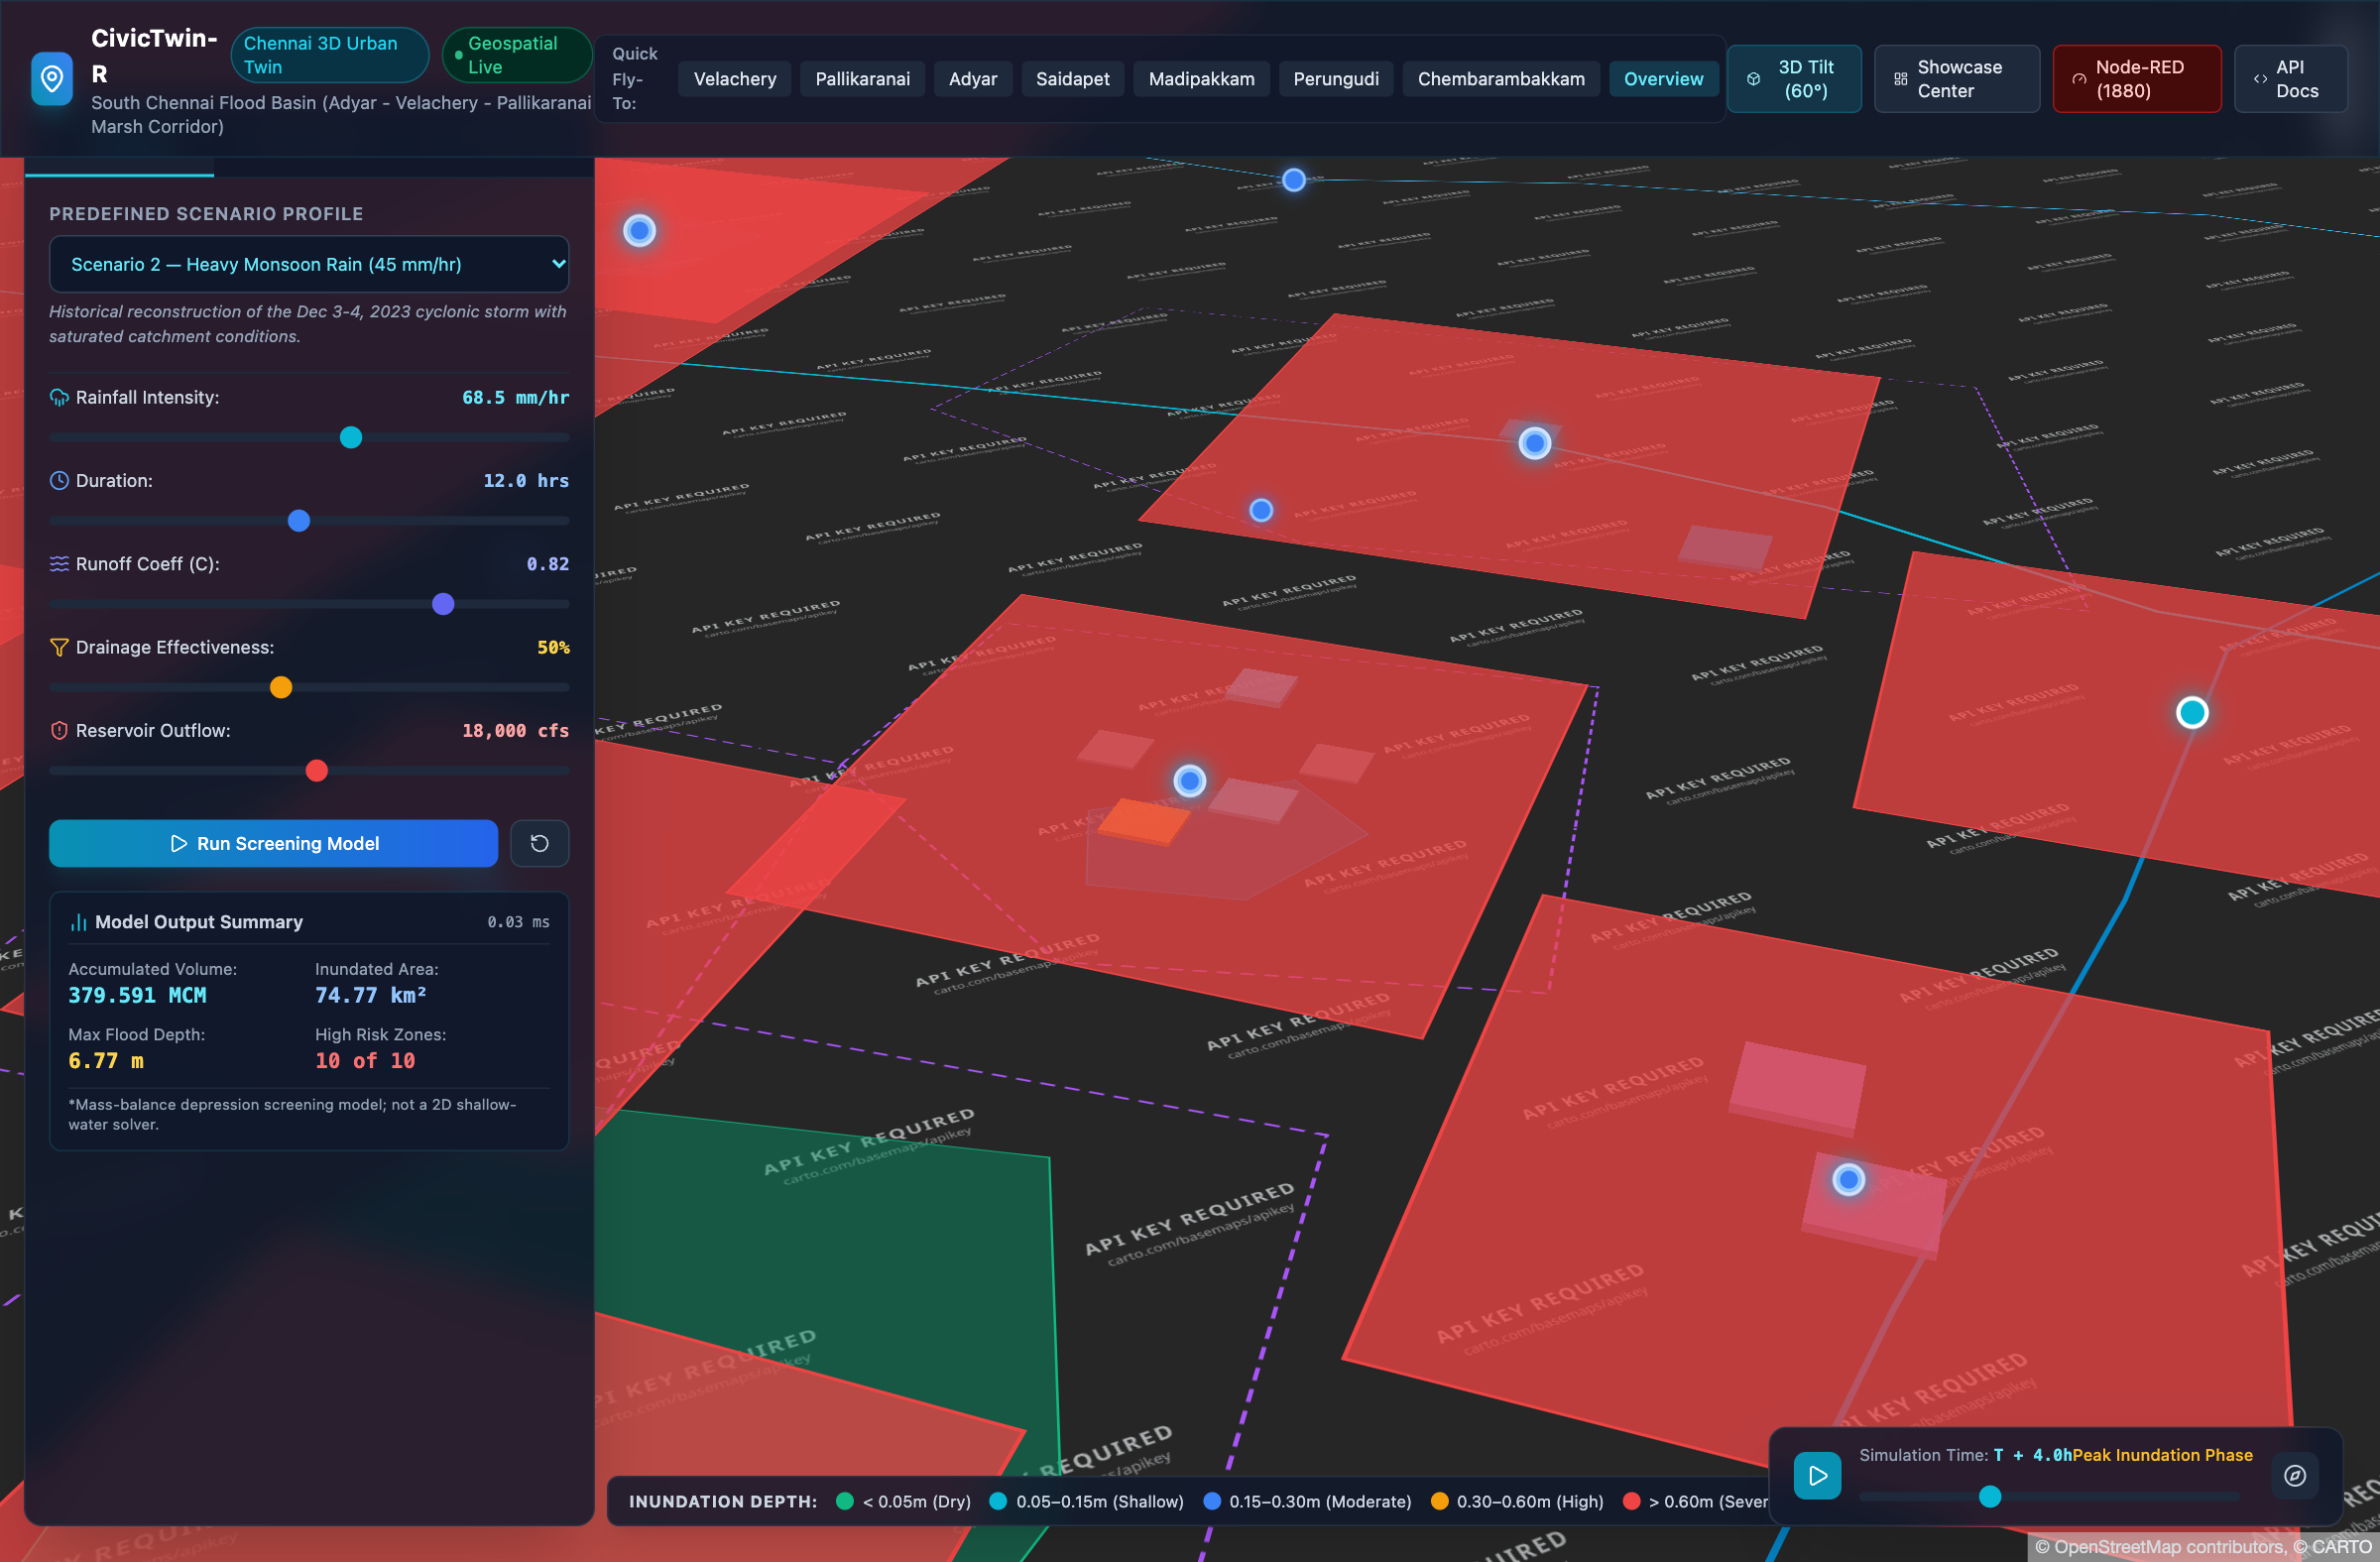 CivicTwin-
R
Chennai 3D Urban
Twin
Geospatial
Live
South Chennai Flood Basin (Adyar - Velachery - Pallikaranai
Marsh Corridor)
Quick
Fly-
To:
Velachery
Pallikaranai
Adyar
Saidapet
Madipakkam
Perungudi
Chembarambakkam
Overview
3D Tilt
(60°)
Showcase
Center
Node-RED
(1880)
API
Docs
PREDEFINED SCENARIO PROFILE
Scenario 2 — Heavy Monsoon Rain (45 mm/hr)
Historical reconstruction of the Dec 3-4, 2023 cyclonic storm with
saturated catchment conditions.
Rainfall Intensity: 68.5 mm/hr
Duration: 12.0 hrs
Runoff Coeff (C): 0.82
Drainage Effectiveness: 50%
Reservoir Outflow: 18,000 cfs
Run Screening Model
Model Output Summary 0.03 ms
Accumulated Volume: Inundated Area:
379.591 MCM 74.77 km²
Max Flood Depth: High Risk Zones:
6.77 m 10 of 10
*Mass-balance depression screening model; not a 2D shallow-
water solver.
API KEY REQUIRED
carto.com/basemaps/apikey
INUNDATION DEPTH: < 0.05m (Dry) 0.05–0.15m (Shallow) 0.15–0.30m (Moderate) 0.30–0.60m (High) > 0.60m (Sever
Simulation Time: T + 4.0h Peak Inundation Phase
© OpenStreetMap contributors, © CARTO